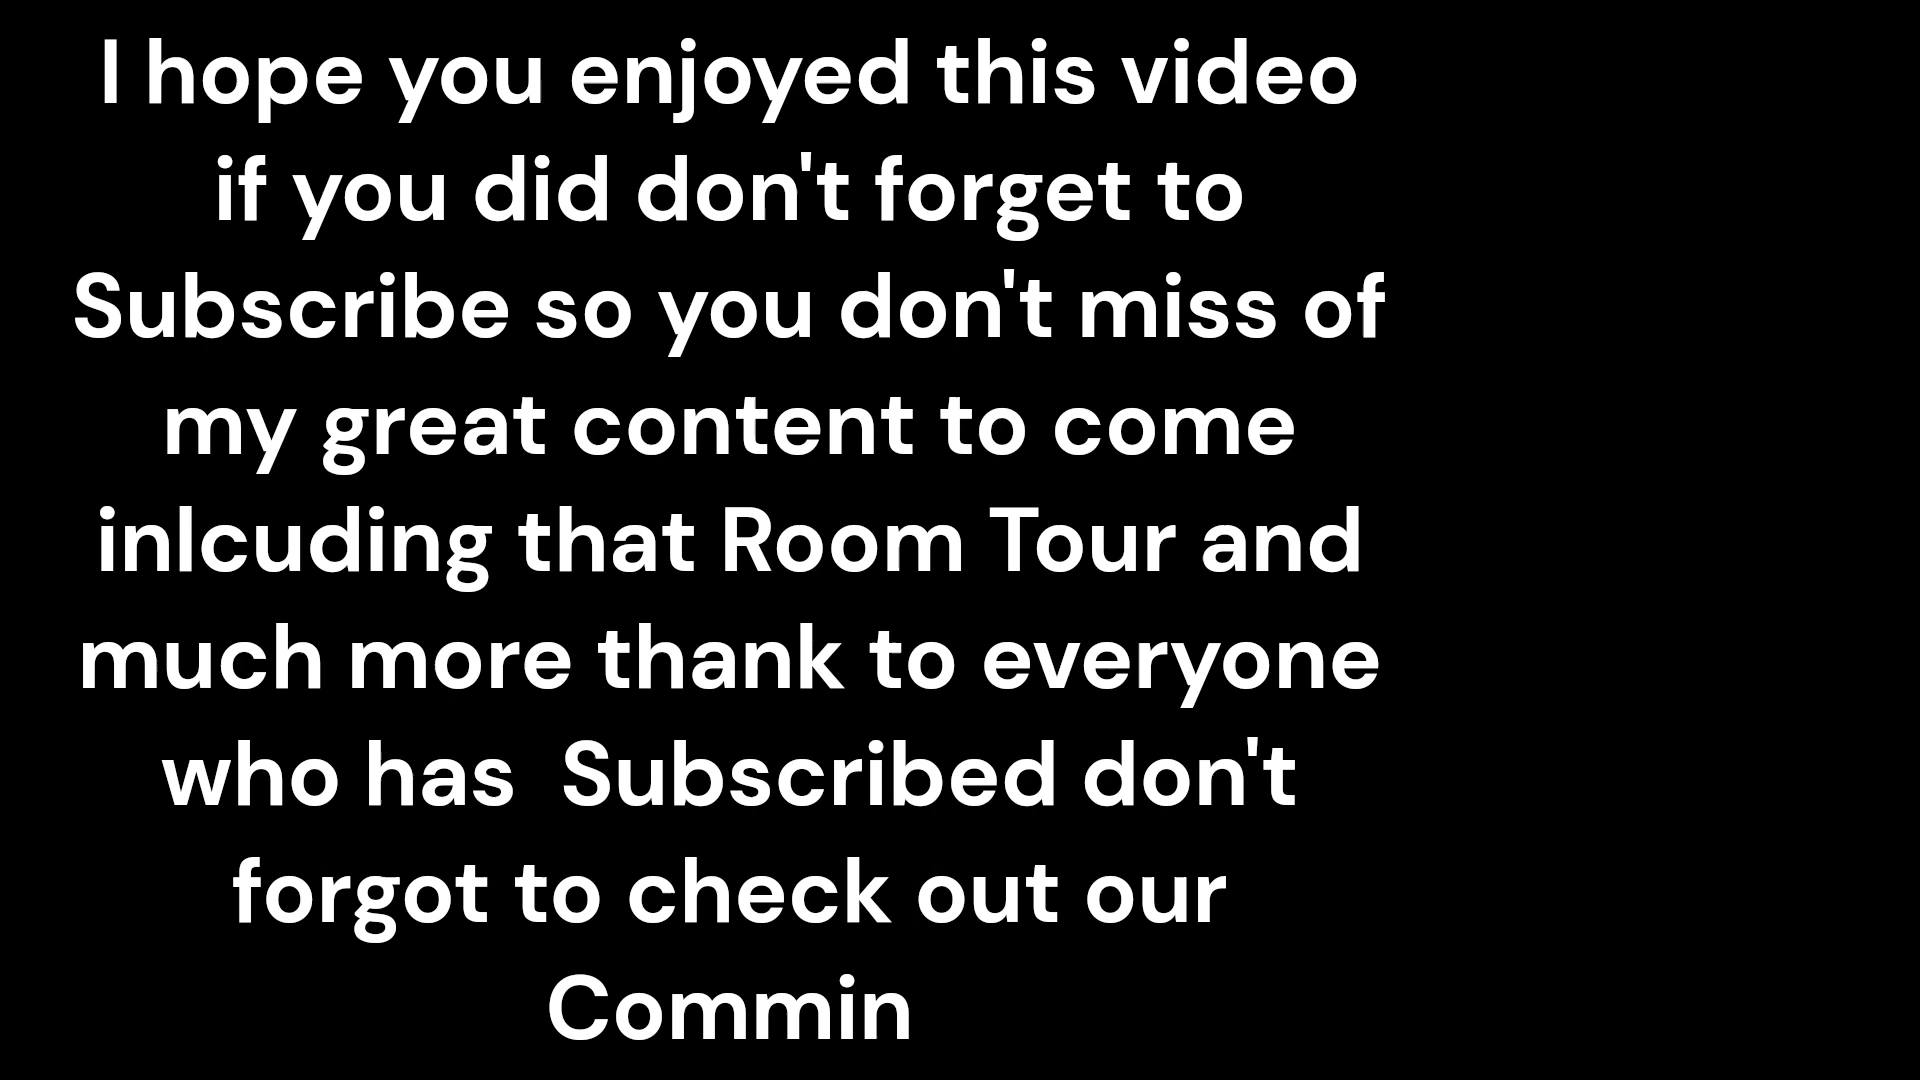 I hope you enjoyed this video
if you did don't forget to
Subscribe so you don't miss of
my great content to come
inlcuding that Room Tour and
much more thank to everyone
who has  Subscribed don't
forgot to check out our
Commin